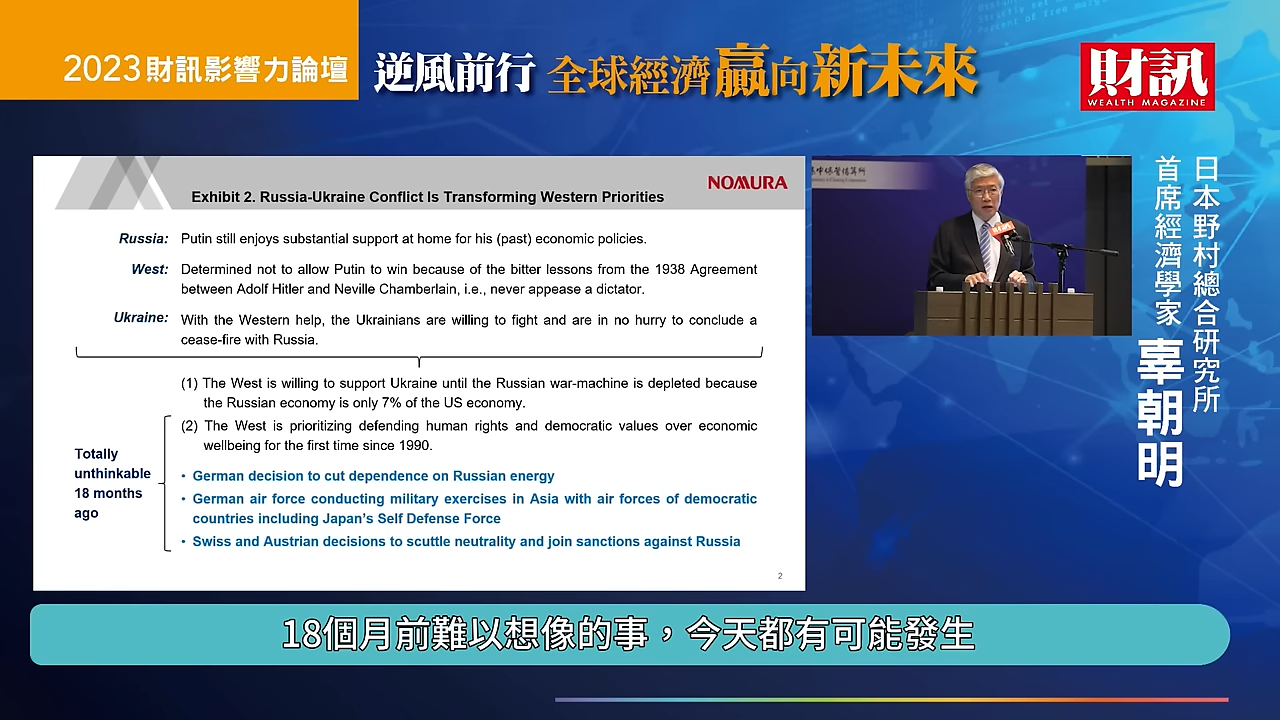 2023財訊影響力論壇
逆風前行 全球經濟贏向新未來
財訊
WEALTH MAGAZINE
NOMURA
Exhibit 2. Russia-Ukraine Conflict Is Transforming Western Priorities
Russia: Putin still enjoys substantial support at home for his (past) economic policies.
West: Determined not to allow Putin to win because of the bitter lessons from the 1938 Agreement
between Adolf Hitler and Neville Chamberlain, i.e., never appease a dictator.
Ukraine: With the Western help, the Ukrainians are willing to fight and are in no hurry to conclude a
cease-fire with Russia.
(1) The West is willing to support Ukraine until the Russian war-machine is depleted because
the Russian economy is only 7% of the US economy.
(2) The West is prioritizing defending human rights and democratic values over economic
wellbeing for the first time since 1990.
Totally
unthinkable
18 months
ago
• German decision to cut dependence on Russian energy
• German air force conducting military exercises in Asia with air forces of democratic
countries including Japan's Self Defense Force
• Swiss and Austrian decisions to scuttle neutrality and join sanctions against Russia
2
日本野村總合研究所
首席經濟學家 辜朝明
18個月前難以想像的事，今天都有可能發生